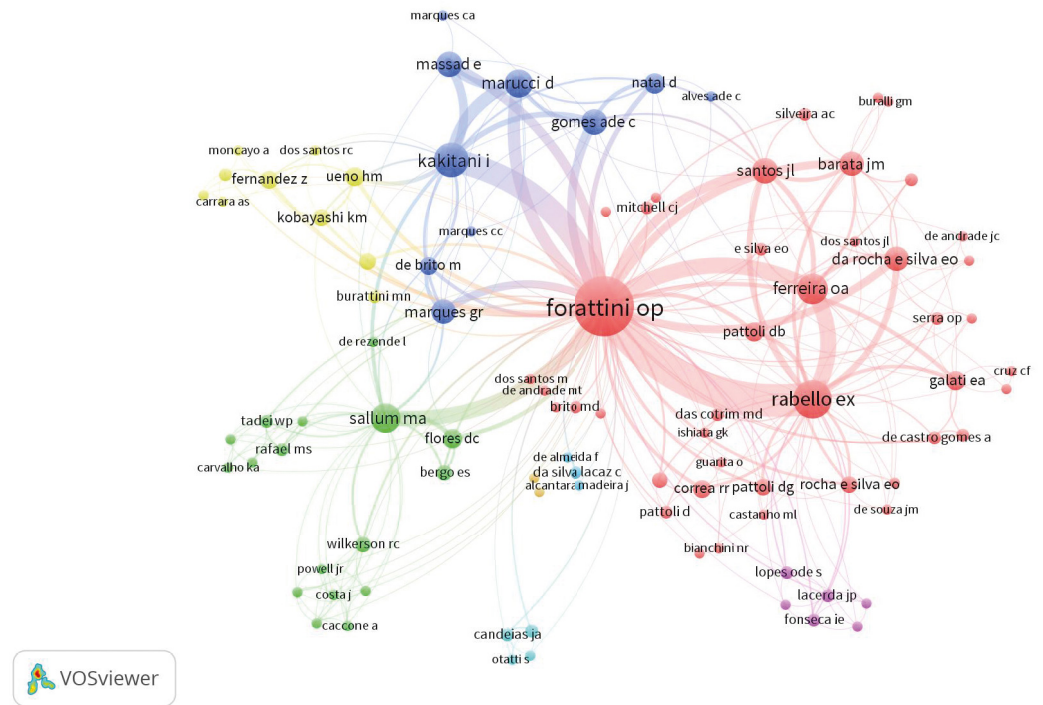 marques ca
massad e
marucci d
natal d
alves ade c
buralli gm
silveira ac
gomes ade c
moncayo a
dos santos rc
kakitani i
santos jl
barata jm
fernandez z
ueno hm
carrara as
kobayashi km
mitchell cj
marques cc
e silva eo
dos santos jl
de andrade jc
da rocha e silva eo
de brito m
ferreira oa
burattini mn
forattini op
marques gr
serra op
pattoli db
de rezende l
dos santos m
de andrade mt
galati ea
cruz cf
brito md
rabello ex
sallum ma
das cotrim md
tadei wp
flores dc
ishiata gk
de castro gomes a
rafael ms
carvalho ka
bergo es
de almeida f
guarita o
da silva lacaz c
alcantara madeira j
correa rr
pattoli dg
rocha e silva eo
pattoli d
castanho ml
de souza jm
wilkerson rc
bianchini nr
powell jr
lopes ode s
costa j
lacerda jp
caccone a
fonseca ie
candeias ja
otatti s
VOSviewer